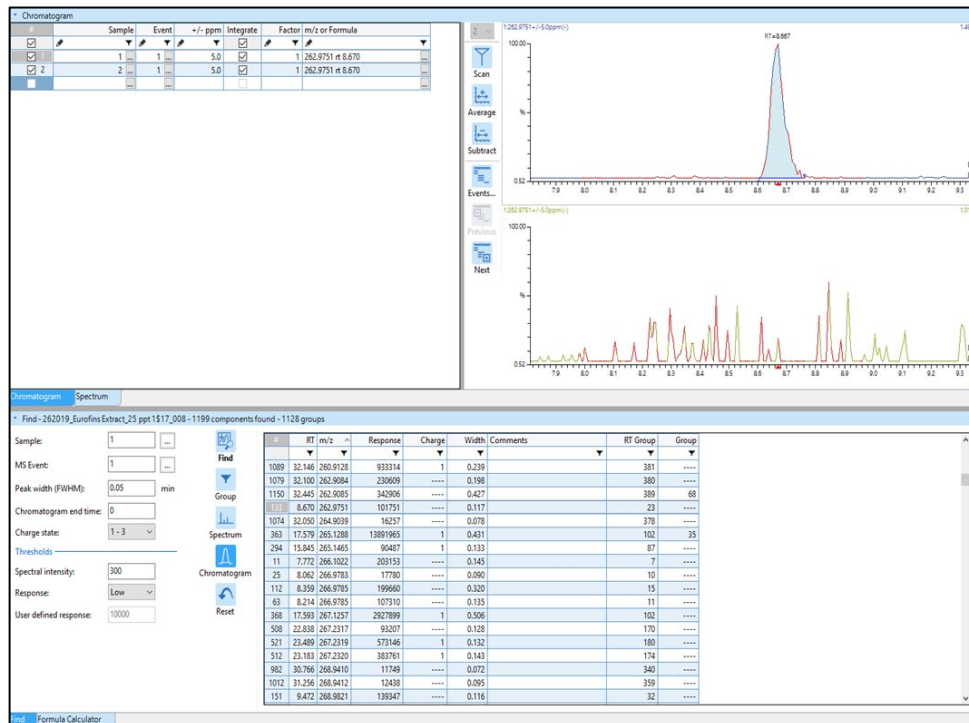 Chromatogram
# Sample Event +/- ppm Integrate Factor m/z or Formula
1 1 ... 1 ... 5.0 1 262.9751 rt 8.670 ...
2 2 ... 1 ... 5.0 1 262.9751 rt 8.670 ...
... ... ...
2
Scan
Average
Subtract
Events...
Previous
Next
1:262.9751+/-5.0ppm(-)
RT=8.667
100.00
%
0.52
7.9 8.0 8.1 8.2 8.3 8.4 8.5 8.6 8.7 8.8 8.9 9.0 9.1 9.2 9.3
1:262.9751+/-5.0ppm(-)
100.00
%
0.52
7.9 8.0 8.1 8.2 8.3 8.4 8.5 8.6 8.7 8.8 8.9 9.0 9.1 9.2 9.3
Chromatogram Spectrum
Find - 262019_Eurofins Extract_25 ppt 1$17_008 - 1199 components found - 1128 groups
Sample: 1 ...
MS Event: 1 ...
Peak width (FWHM): 0.05 min
Chromatogram end time: 0
Charge state: 1 - 3
Thresholds
Spectral intensity: 300
Response: Low
User defined response: 10000
Find
Group
Spectrum
Chromatogram
Reset
# RT m/z Response Charge Width Comments RT Group Group
1089 32.146 260.9128 933314 1 0.239 381 ----
1079 32.100 262.9084 230609 ---- 0.198 380 ----
1150 32.445 262.9085 342906 ---- 0.427 389 68
133 8.670 262.9751 101751 ---- 0.117 23 ----
1074 32.050 264.9039 16257 ---- 0.078 378 ----
363 17.579 265.1288 13891965 1 0.431 102 35
294 15.845 265.1465 90487 1 0.133 87 ----
11 7.772 266.1022 203153 ---- 0.145 7 ----
25 8.062 266.9783 17780 ---- 0.090 10 ----
112 8.359 266.9785 199660 ---- 0.320 15 ----
63 8.214 266.9785 107310 ---- 0.135 11 ----
368 17.593 267.1257 2927899 1 0.506 102 ----
508 22.838 267.2317 93207 ---- 0.128 170 ----
521 23.489 267.2319 573146 1 0.132 180 ----
512 23.183 267.2320 383761 1 0.143 174 ----
982 30.766 268.9410 11749 ---- 0.072 340 ----
1012 31.256 268.9412 12438 ---- 0.095 359 ----
151 9.472 268.9821 139347 ---- 0.116 32 ----
Find Formula Calculator